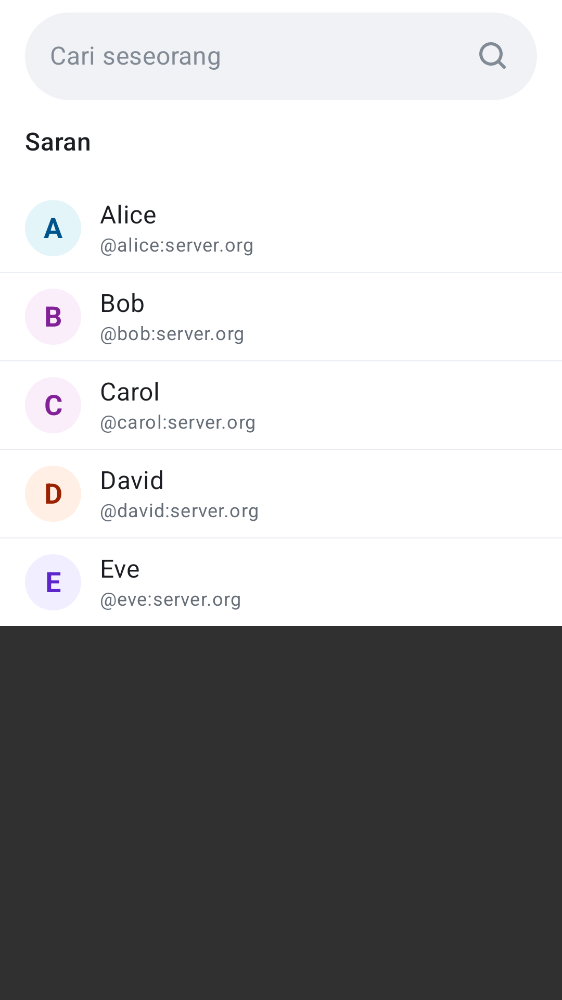 Cari seseorang
Saran
A
Alice
@alice:server.org
B
Bob
@bob:server.org
C
Carol
@carol:server.org
D
David
@david:server.org
E
Eve
@eve:server.org